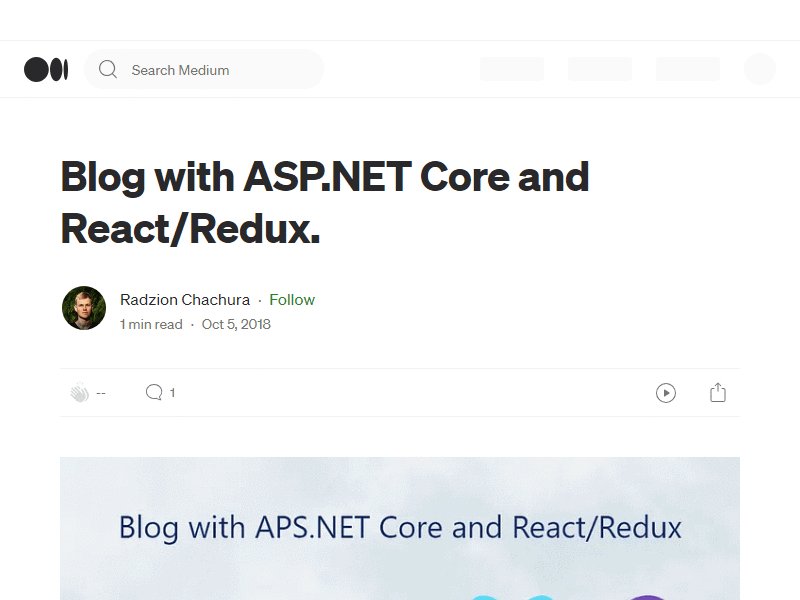 Search Medium
Blog with ASP.NET Core and
React/Redux.
Radzion Chachura · Follow
1 min read · Oct 5, 2018
-- 1
Blog with APS.NET Core and React/Redux